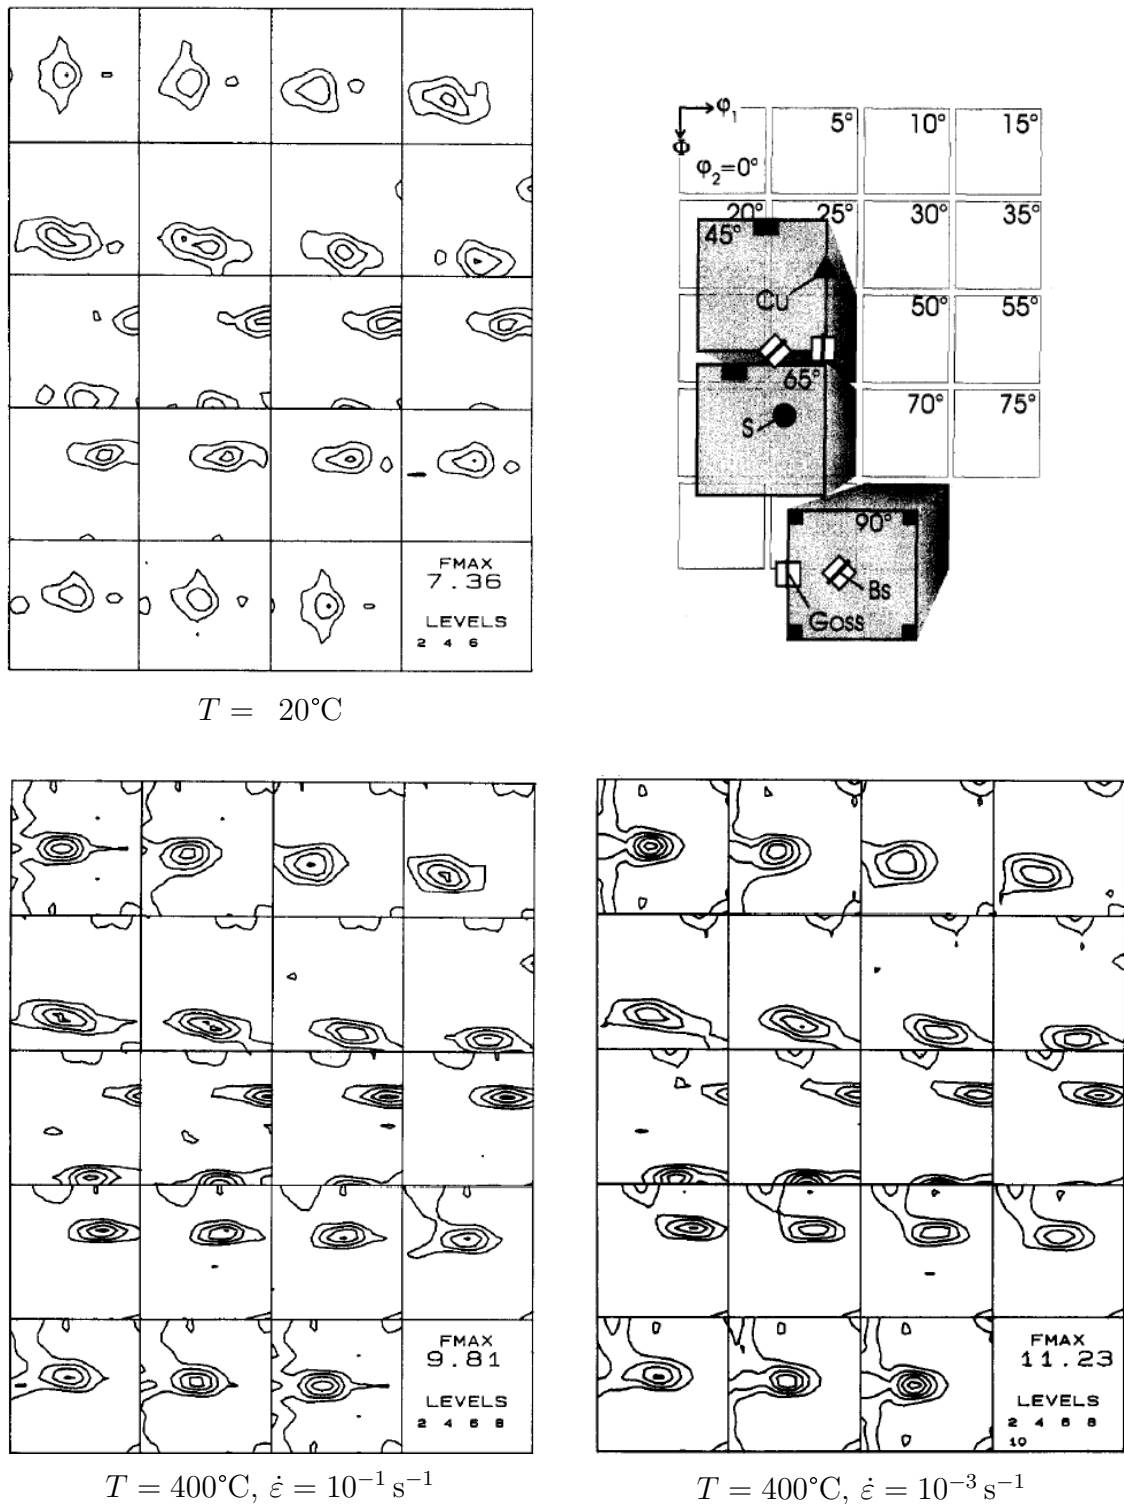 FMAX
7.36
LEVELS
2 4 6
T = 20°C
φ1
Φ
φ2=0°
5°
10°
15°
20°
25°
30°
35°
45°
Cu
50°
55°
65°
S
70°
75°
90°
Bs
Goss
FMAX
9.81
LEVELS
2 4 6 8
T = 400°C, ε̇ = 10⁻¹ s⁻¹
FMAX
11.23
LEVELS
2 4 6 8
10
T = 400°C, ε̇ = 10⁻³ s⁻¹